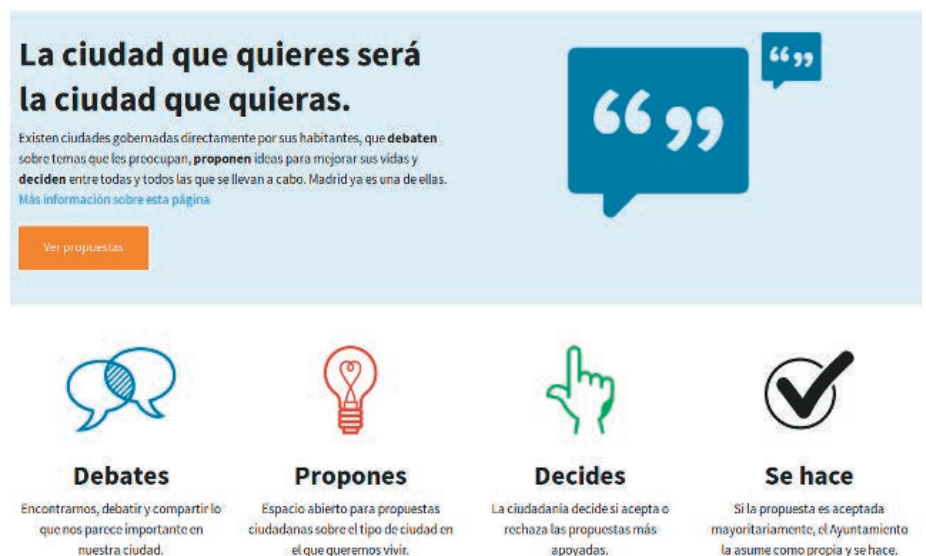 La ciudad que quieres será
la ciudad que quieras.
Existen ciudades gobernadas directamente por sus habitantes, que debaten
sobre temas que les preocupan, proponen ideas para mejorar sus vidas y
deciden entre todas y todos las que se llevan a cabo. Madrid ya es una de ellas.
Más información sobre esta página.
Ver propuestas
Debates
Encontrarnos, debatir y compartir lo
que nos parece importante en
nuestra ciudad.
Propones
Espacio abierto para propuestas
ciudadanas sobre el tipo de ciudad en
el que queremos vivir.
Decides
La ciudadanía decide si acepta o
rechaza las propuestas más
apoyadas.
Se hace
Si la propuesta es aceptada
mayoritariamente, el Ayuntamiento
la asume como propia y se hace.